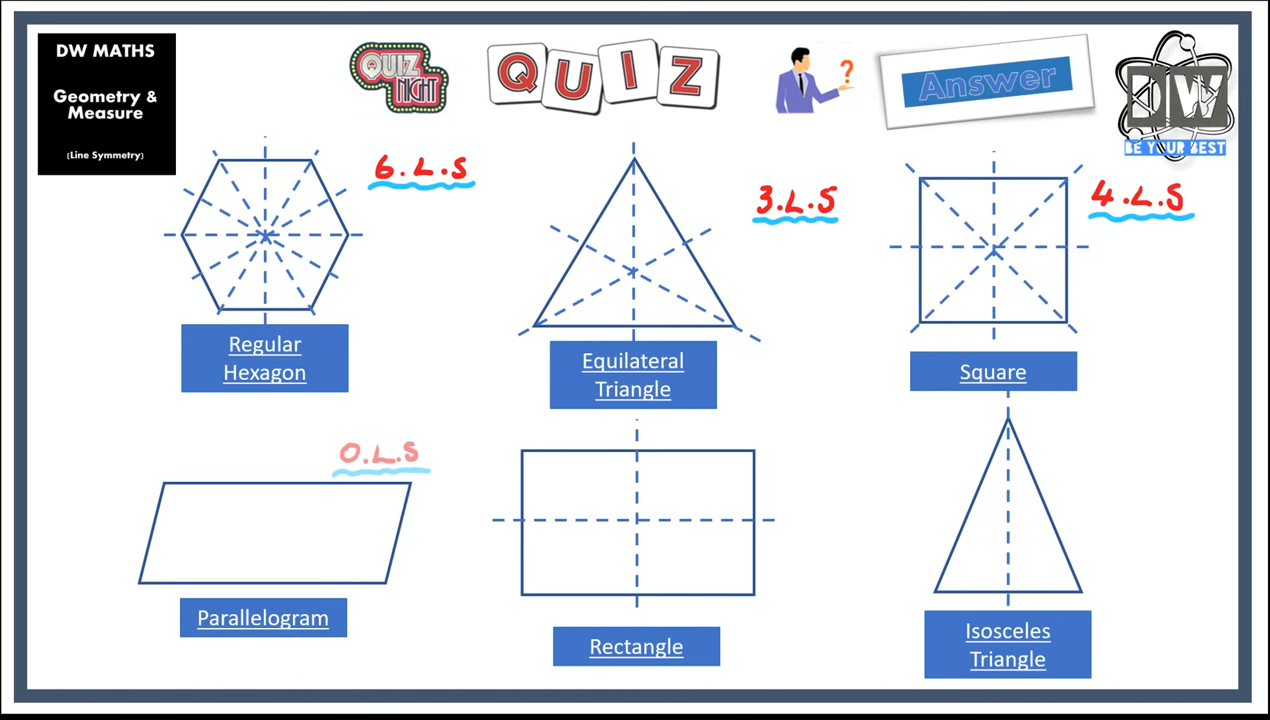 DW MATHS
Geometry &
Measure
(Line Symmetry)
QUIZ
NIGHT
QUIZ
?
Answer
DW
BE YOUR BEST
6.L.S
3.L.S
4.L.S
Regular
Hexagon
Equilateral
Triangle
Square
0.L.S
Parallelogram
Rectangle
Isosceles
Triangle